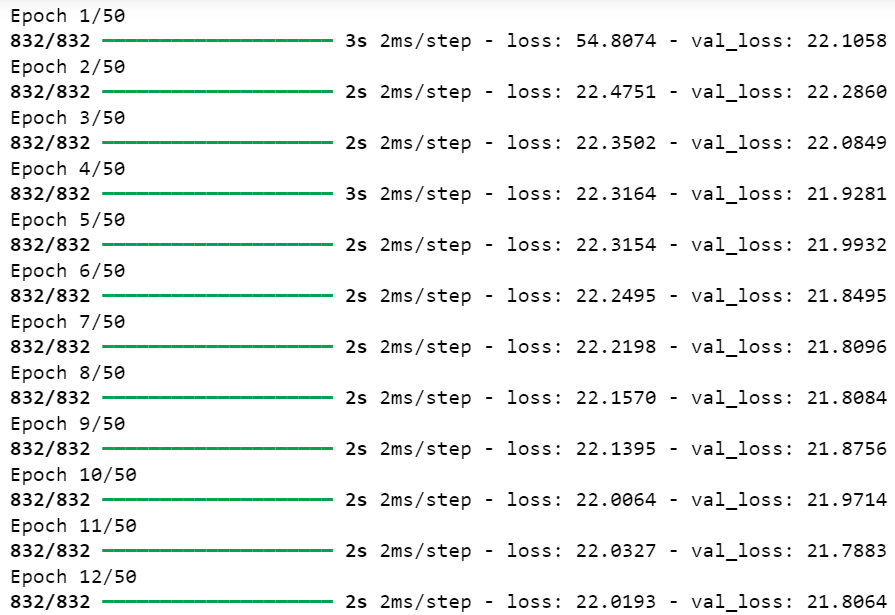 Epoch 1/50
832/832 ━━━━━━━━━━━━━━━━━━━━ 3s 2ms/step - loss: 54.8074 - val_loss: 22.1058
Epoch 2/50
832/832 ━━━━━━━━━━━━━━━━━━━━ 2s 2ms/step - loss: 22.4751 - val_loss: 22.2860
Epoch 3/50
832/832 ━━━━━━━━━━━━━━━━━━━━ 2s 2ms/step - loss: 22.3502 - val_loss: 22.0849
Epoch 4/50
832/832 ━━━━━━━━━━━━━━━━━━━━ 3s 2ms/step - loss: 22.3164 - val_loss: 21.9281
Epoch 5/50
832/832 ━━━━━━━━━━━━━━━━━━━━ 2s 2ms/step - loss: 22.3154 - val_loss: 21.9932
Epoch 6/50
832/832 ━━━━━━━━━━━━━━━━━━━━ 2s 2ms/step - loss: 22.2495 - val_loss: 21.8495
Epoch 7/50
832/832 ━━━━━━━━━━━━━━━━━━━━ 2s 2ms/step - loss: 22.2198 - val_loss: 21.8096
Epoch 8/50
832/832 ━━━━━━━━━━━━━━━━━━━━ 2s 2ms/step - loss: 22.1570 - val_loss: 21.8084
Epoch 9/50
832/832 ━━━━━━━━━━━━━━━━━━━━ 2s 2ms/step - loss: 22.1395 - val_loss: 21.8756
Epoch 10/50
832/832 ━━━━━━━━━━━━━━━━━━━━ 2s 2ms/step - loss: 22.0064 - val_loss: 21.9714
Epoch 11/50
832/832 ━━━━━━━━━━━━━━━━━━━━ 2s 2ms/step - loss: 22.0327 - val_loss: 21.7883
Epoch 12/50
832/832 ━━━━━━━━━━━━━━━━━━━━ 2s 2ms/step - loss: 22.0193 - val_loss: 21.8064